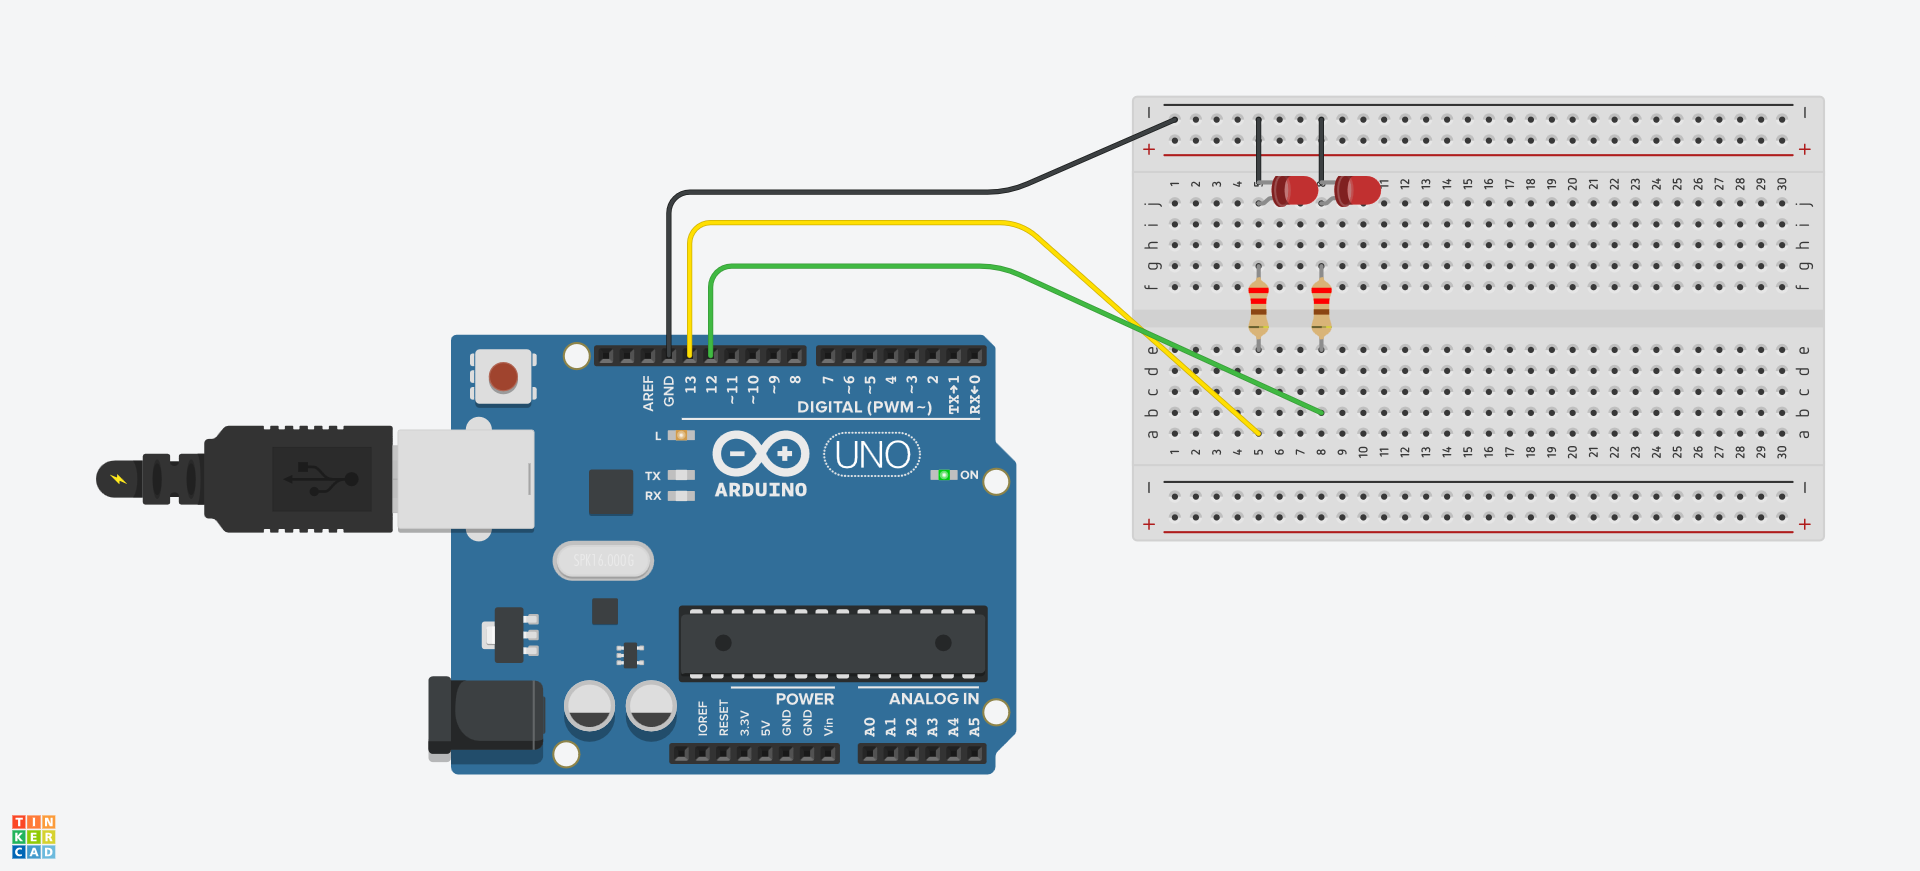 − −
+ +
1 2 3 4 5 6 7 8 9 10 11 12 13 14 15 16 17 18 19 20 21 22 23 24 25 26 27 28 29 30
j j
i i
h h
g g
f f
e e
d d
c c
b b
a a
1 2 3 4 5 6 7 8 9 10 11 12 13 14 15 16 17 18 19 20 21 22 23 24 25 26 27 28 29 30
− −
+ +
AREF GND 13 12 ~11 ~10 ~9 8 7 ~6 ~5 4 ~3 2 TX→1 RX←0
DIGITAL (PWM~)
L
TX
RX
UNO
ARDUINO
ON
SPK16.000G
POWER ANALOG IN
IOREF RESET 3.3V 5V GND GND Vin A0 A1 A2 A3 A4 A5
TIN
KER
CAD